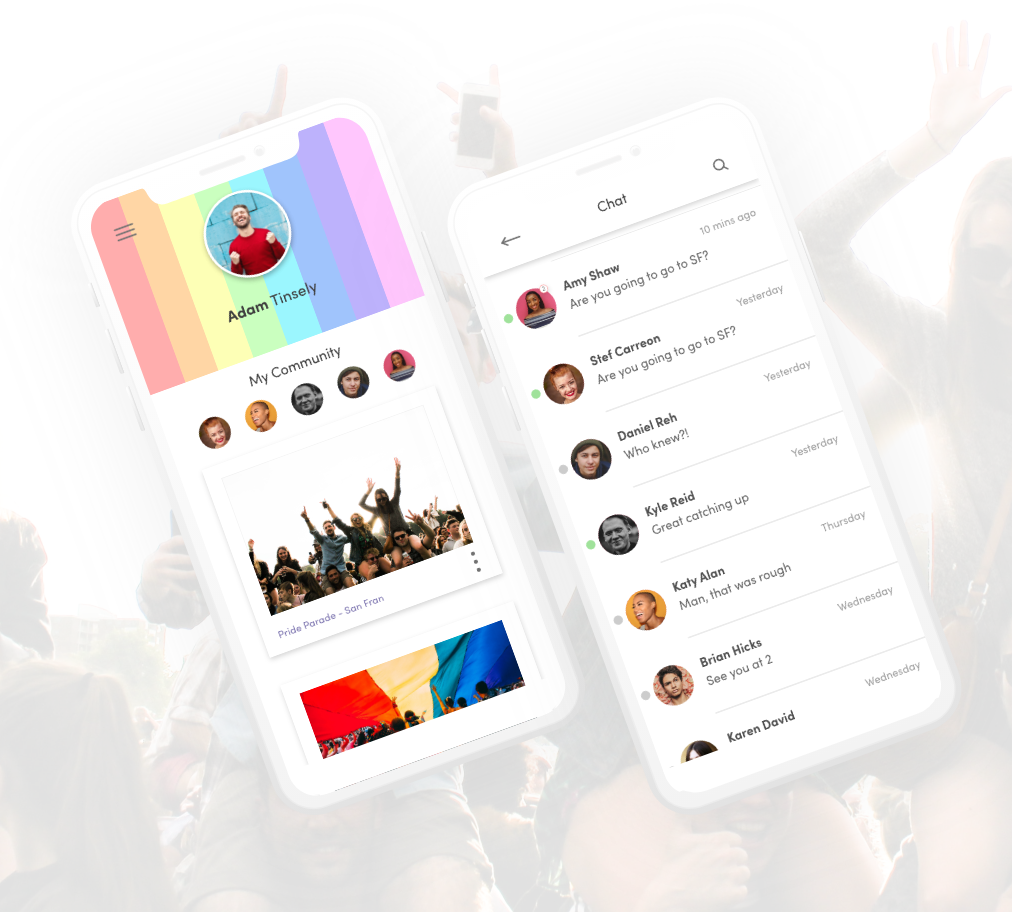 Adam Tinsely
My Community
Pride Parade - San Fran
Chat
10 mins ago
Amy Shaw
Are you going to go to SF?
Yesterday
Stef Carreon
Are you going to go to SF?
Yesterday
Daniel Reh
Who knew?!
Yesterday
Kyle Reid
Great catching up
Thursday
Katy Alan
Man, that was rough
Wednesday
Brian Hicks
See you at 2
Wednesday
Karen David